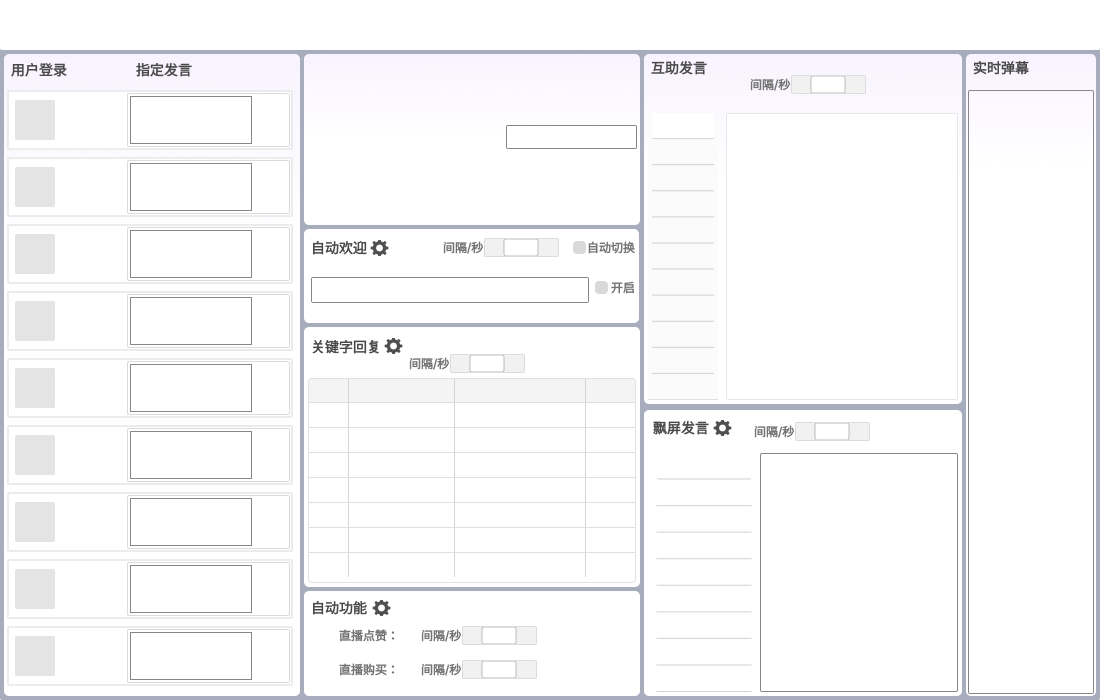 用户登录
指定发言
自动欢迎
间隔/秒
自动切换
开启
关键字回复
间隔/秒
自动功能
直播点赞：
间隔/秒
直播购买：
间隔/秒
互助发言
间隔/秒
飘屏发言
间隔/秒
实时弹幕